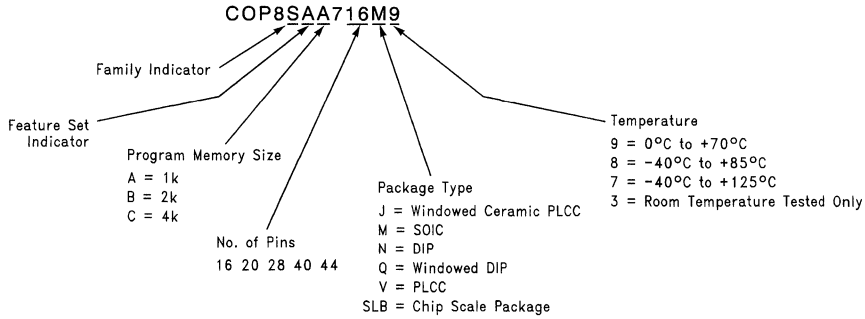 COP8SAA716M9
Family Indicator
Feature Set
Indicator
Program Memory Size
A = 1k
B = 2k
C = 4k
No. of Pins
16 20 28 40 44
Package Type
J = Windowed Ceramic PLCC
M = SOIC
N = DIP
Q = Windowed DIP
V = PLCC
SLB = Chip Scale Package
Temperature
9 = 0°C to +70°C
8 = -40°C to +85°C
7 = -40°C to +125°C
3 = Room Temperature Tested Only